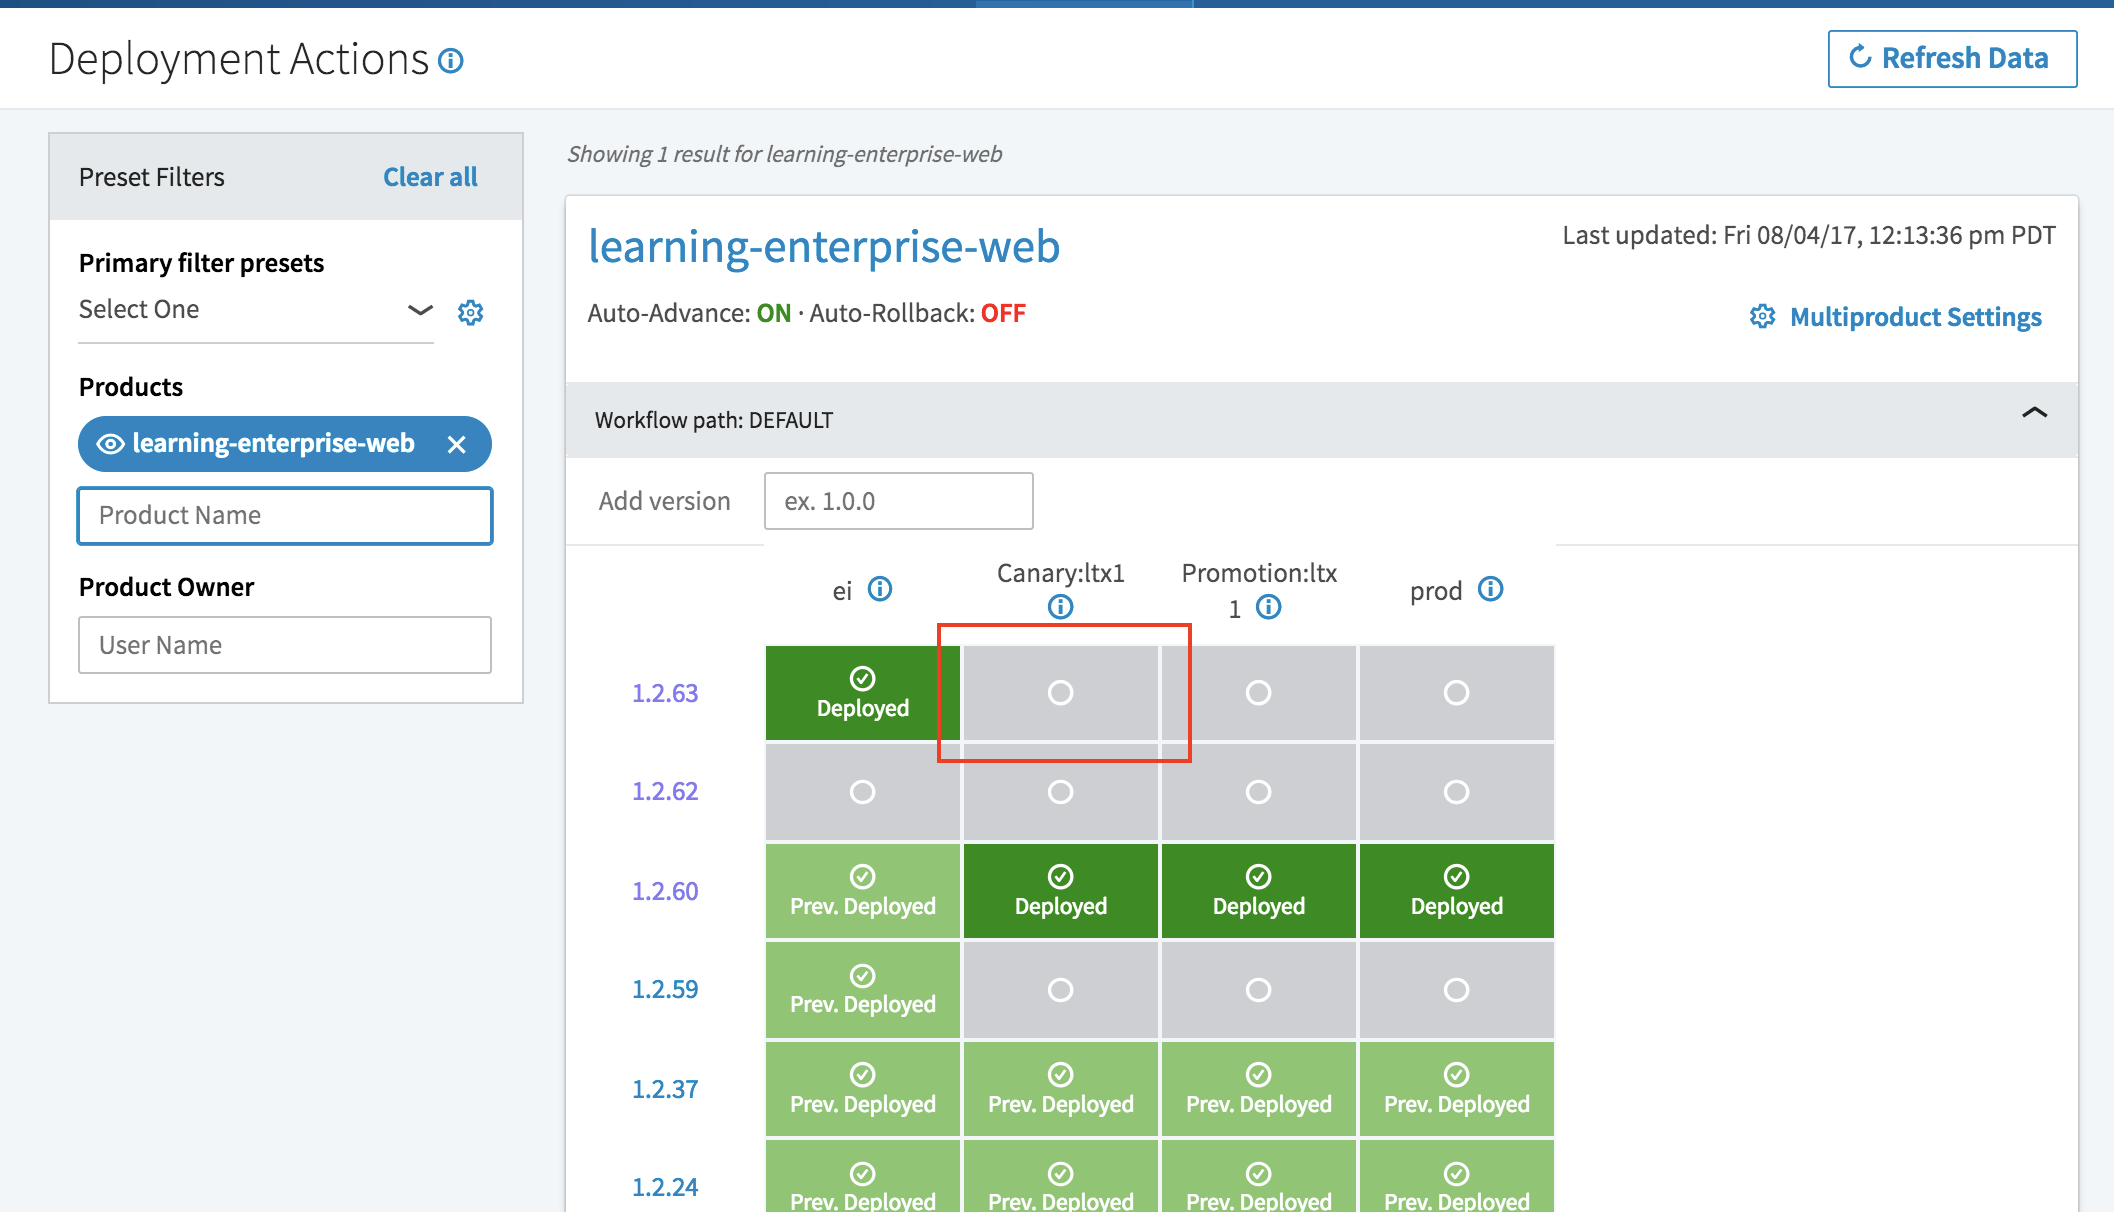 Deployment Actions
Refresh Data
Preset Filters
Clear all
Primary filter presets
Select One
Products
learning-enterprise-web
Product Name
Product Owner
User Name
Showing 1 result for learning-enterprise-web
learning-enterprise-web
Last updated: Fri 08/04/17, 12:13:36 pm PDT
Auto-Advance: ON · Auto-Rollback: OFF
Multiproduct Settings
Workflow path: DEFAULT
Add version
ex. 1.0.0
ei
Canary:ltx1
Promotion:ltx
1
prod
1.2.63
Deployed
1.2.62
1.2.60
Prev. Deployed
Deployed
Deployed
Deployed
1.2.59
Prev. Deployed
1.2.37
Prev. Deployed
Prev. Deployed
Prev. Deployed
Prev. Deployed
1.2.24
Prev. Deployed
Prev. Deployed
Prev. Deployed
Prev. Deployed